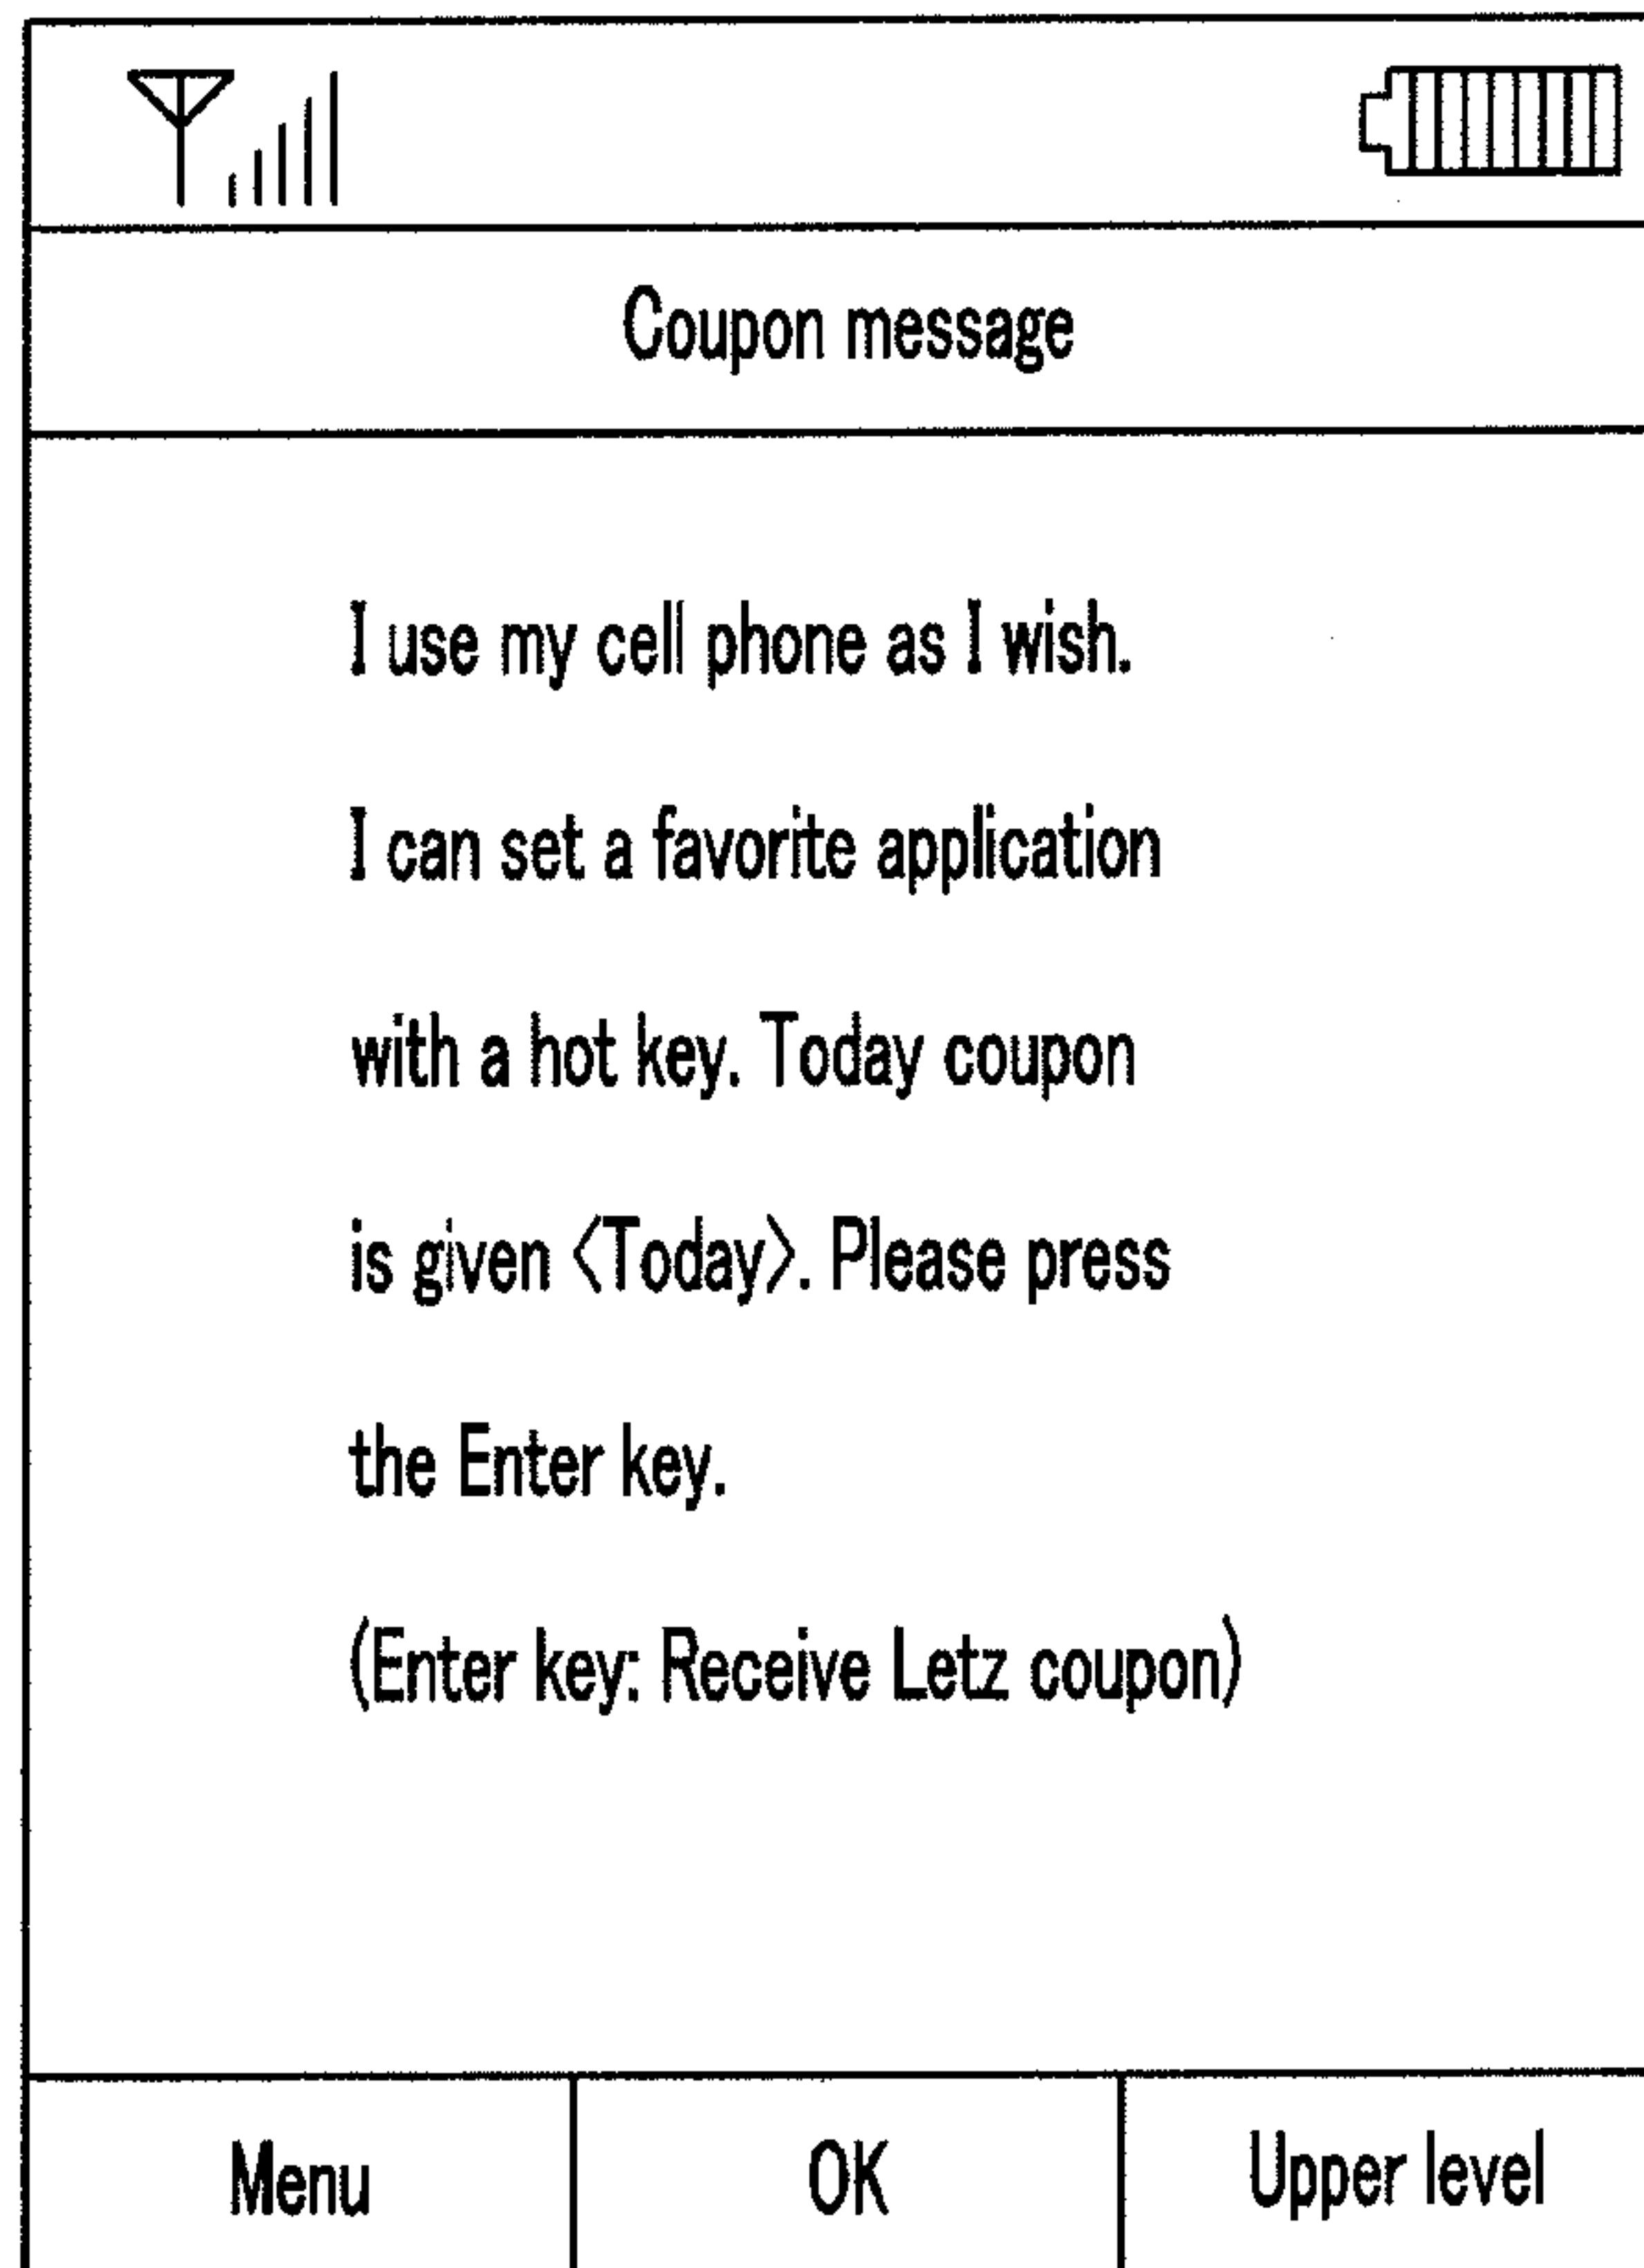 Coupon message
I use my cell phone as I wish.
I can set a favorite application
with a hot key. Today coupon
is given 〈Today〉. Please press
the Enter key.
(Enter key: Receive Letz coupon)
Menu OK Upper level